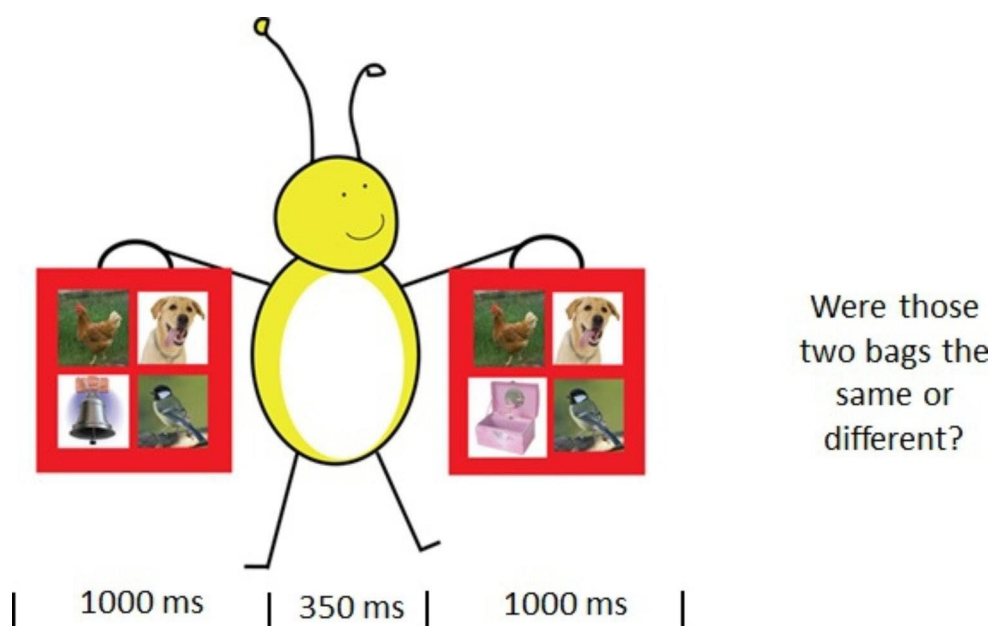 Were those
two bags the
same or
different?
1000 ms
350 ms
1000 ms